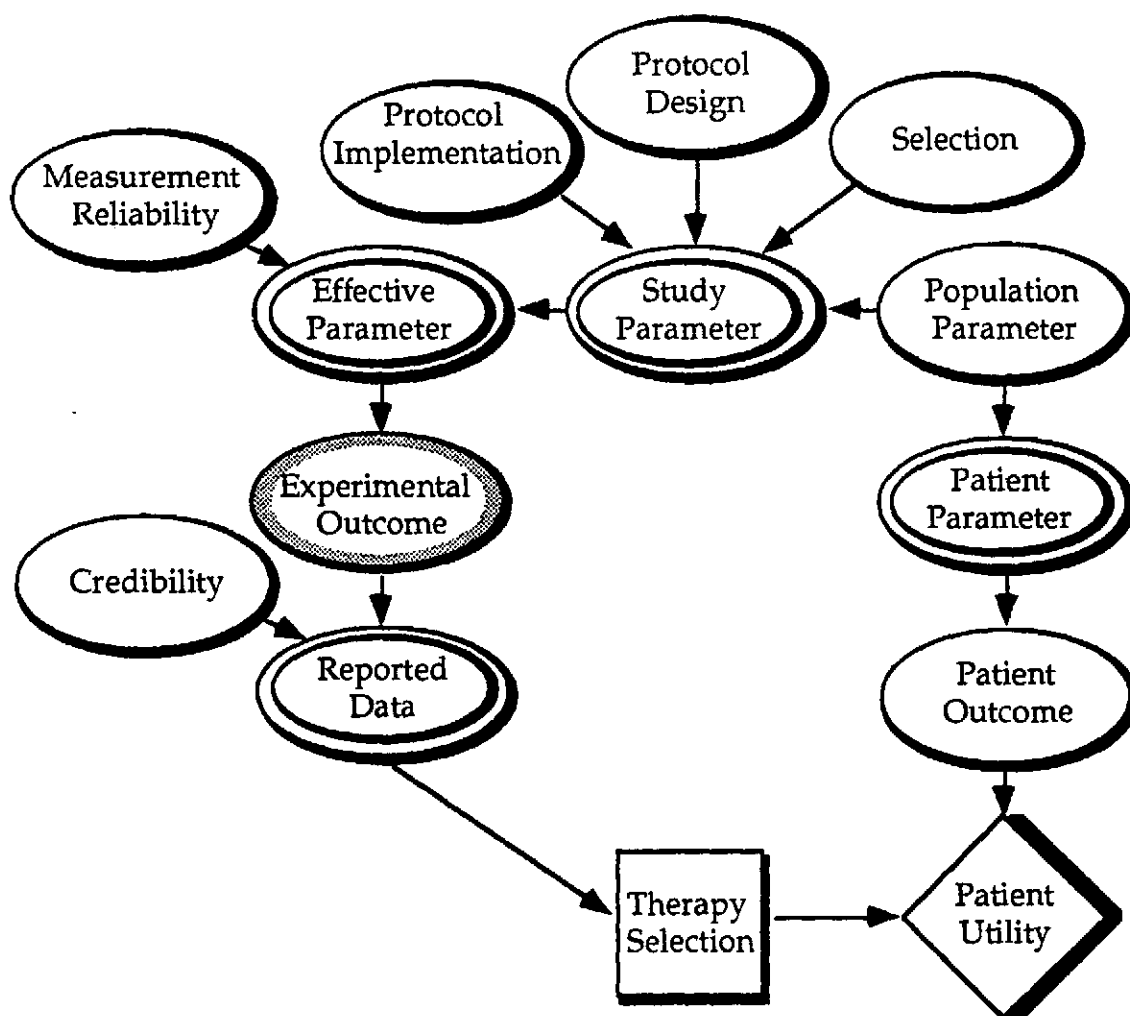 Protocol
Design
Protocol
Implementation
Selection
Measurement
Reliability
Effective
Parameter
Study
Parameter
Population
Parameter
Experimental
Outcome
Patient
Parameter
Credibility
Reported
Data
Patient
Outcome
Therapy
Selection
Patient
Utility